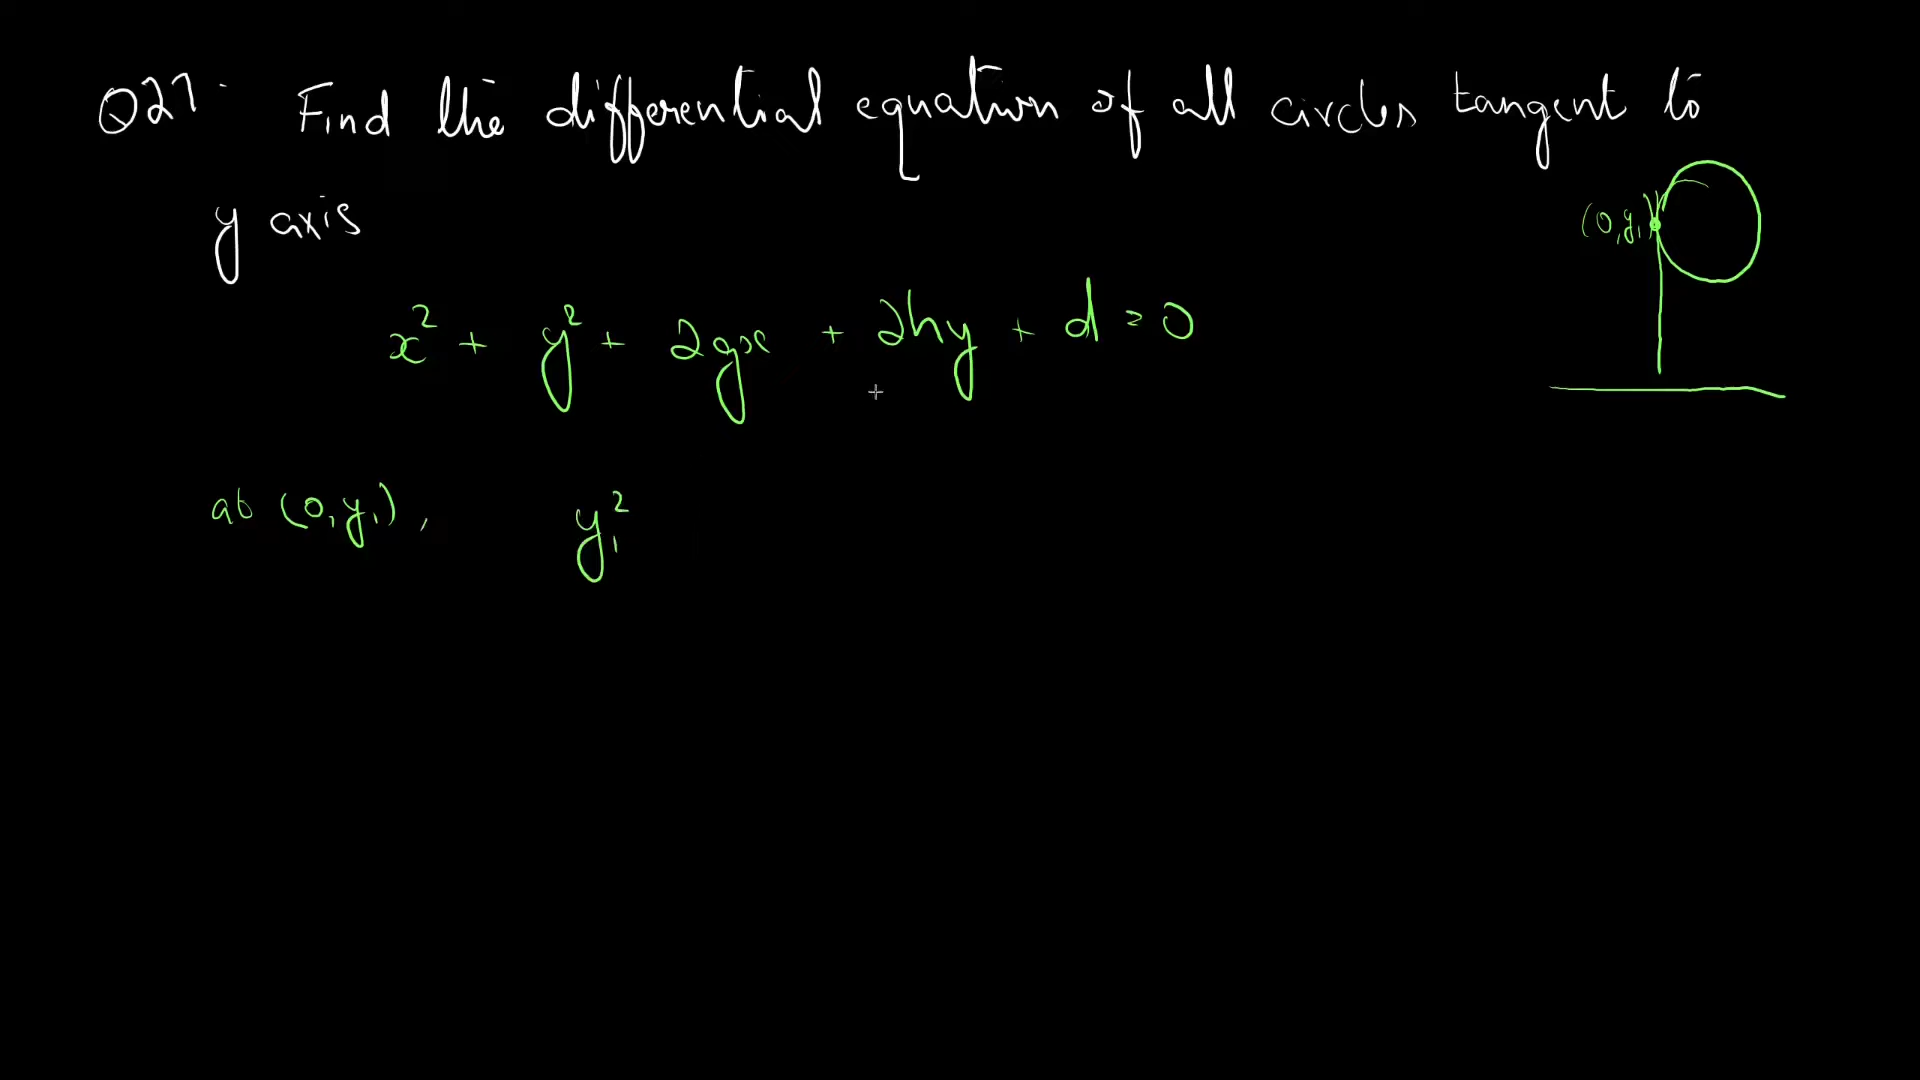 Q27. Find the differential equation of all circles tangent to
y axis
(0,y₁)
x² + y² + 2gx + 2hy + d = 0
at (0,y₁), y₁²